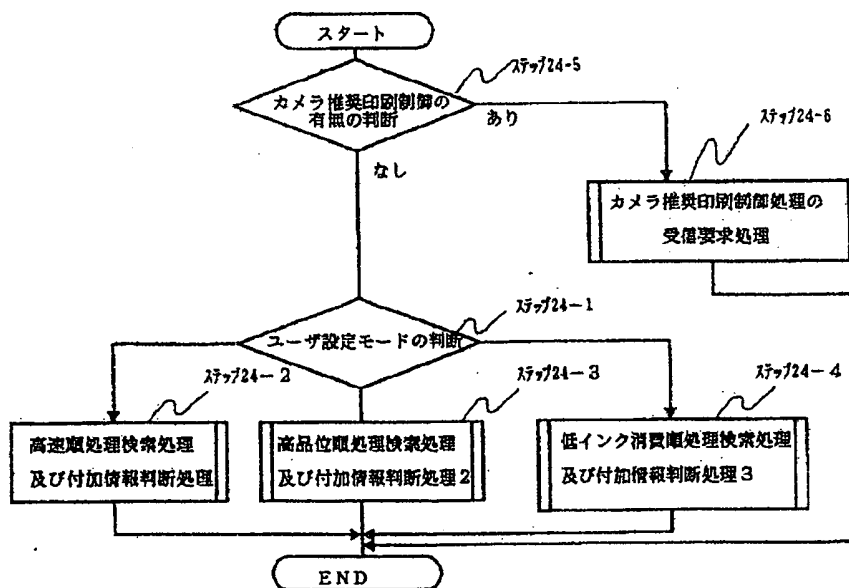 スタート
ステップ24-5
カメラ推奨印刷制御の
有無の判断
あり
なし
ステップ24-6
カメラ推奨印刷制御処理の
受信要求処理
ステップ24-1
ユーザ設定モードの判断
ステップ24-2
高速順処理検索処理
及び付加情報判断処理
ステップ24-3
高品位順処理検索処理
及び付加情報判断処理2
ステップ24-4
低インク消費順処理検索処理
及び付加情報判断処理3
END